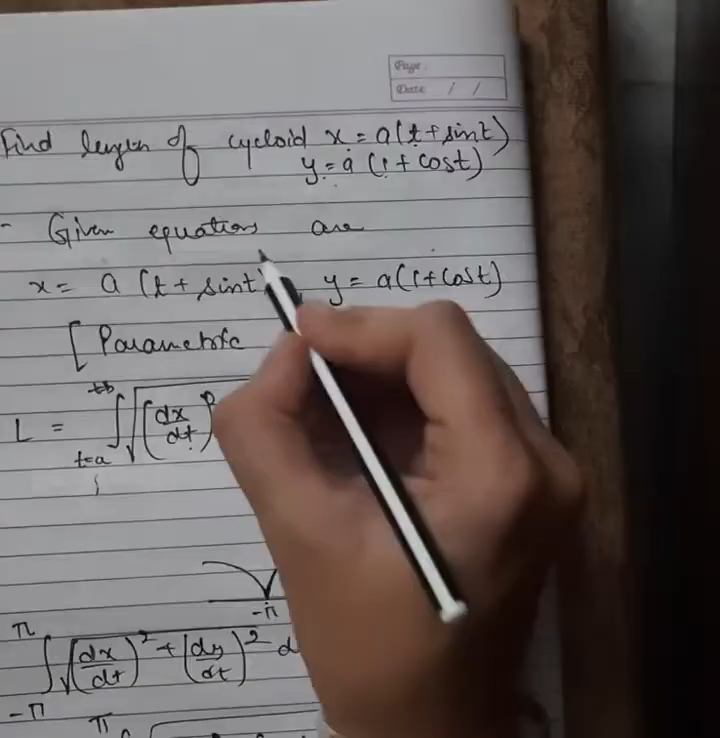 Page:
Date / /
Find length of cycloid x = a(t + sint)
y = a (1 + cost)
- Given equations are
x = a (t + sint y = a(1+cost)
[ Parametric
L = ∫ √(dx/dt)
t=b
t=a
-π
π
∫ √(dx/dt)² + (dy/dt)² d
-π
π